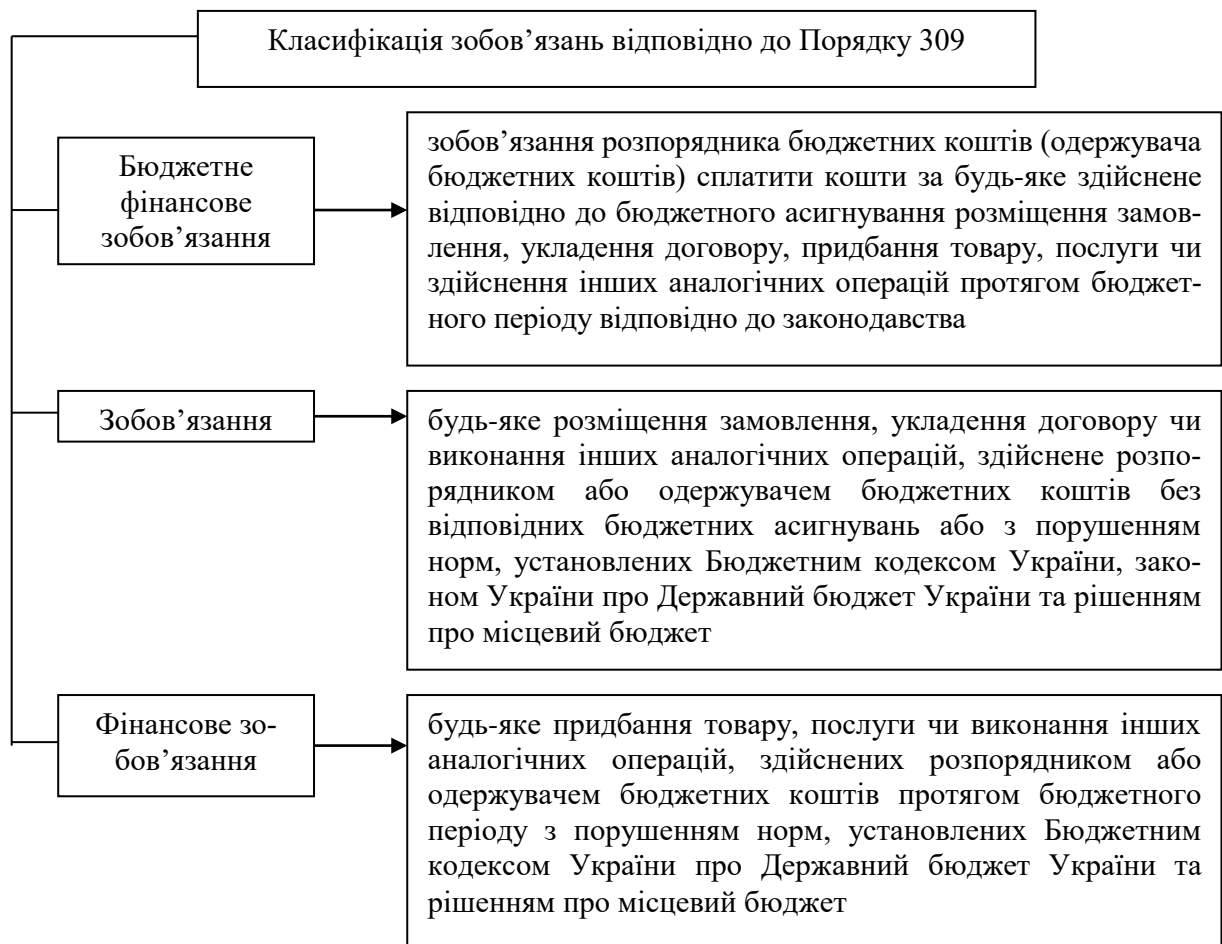 Класифікація зобов’язань відповідно до Порядку 309
Бюджетне
фінансове
зобов’язання
зобов’язання розпорядника бюджетних коштів (одержувача
бюджетних коштів) сплатити кошти за будь-яке здійснене
відповідно до бюджетного асигнування розміщення замов-
лення, укладення договору, придбання товару, послуги чи
здійснення інших аналогічних операцій протягом бюджет-
ного періоду відповідно до законодавства
Зобов’язання
будь-яке розміщення замовлення, укладення договору чи
виконання інших аналогічних операцій, здійснене розпо-
рядником або одержувачем бюджетних коштів без
відповідних бюджетних асигнувань або з порушенням
норм, установлених Бюджетним кодексом України, зако-
ном України про Державний бюджет України та рішенням
про місцевий бюджет
Фінансове зо-
бов’язання
будь-яке придбання товару, послуги чи виконання інших
аналогічних операцій, здійснених розпорядником або
одержувачем бюджетних коштів протягом бюджетного
періоду з порушенням норм, установлених Бюджетним
кодексом України про Державний бюджет України та
рішенням про місцевий бюджет